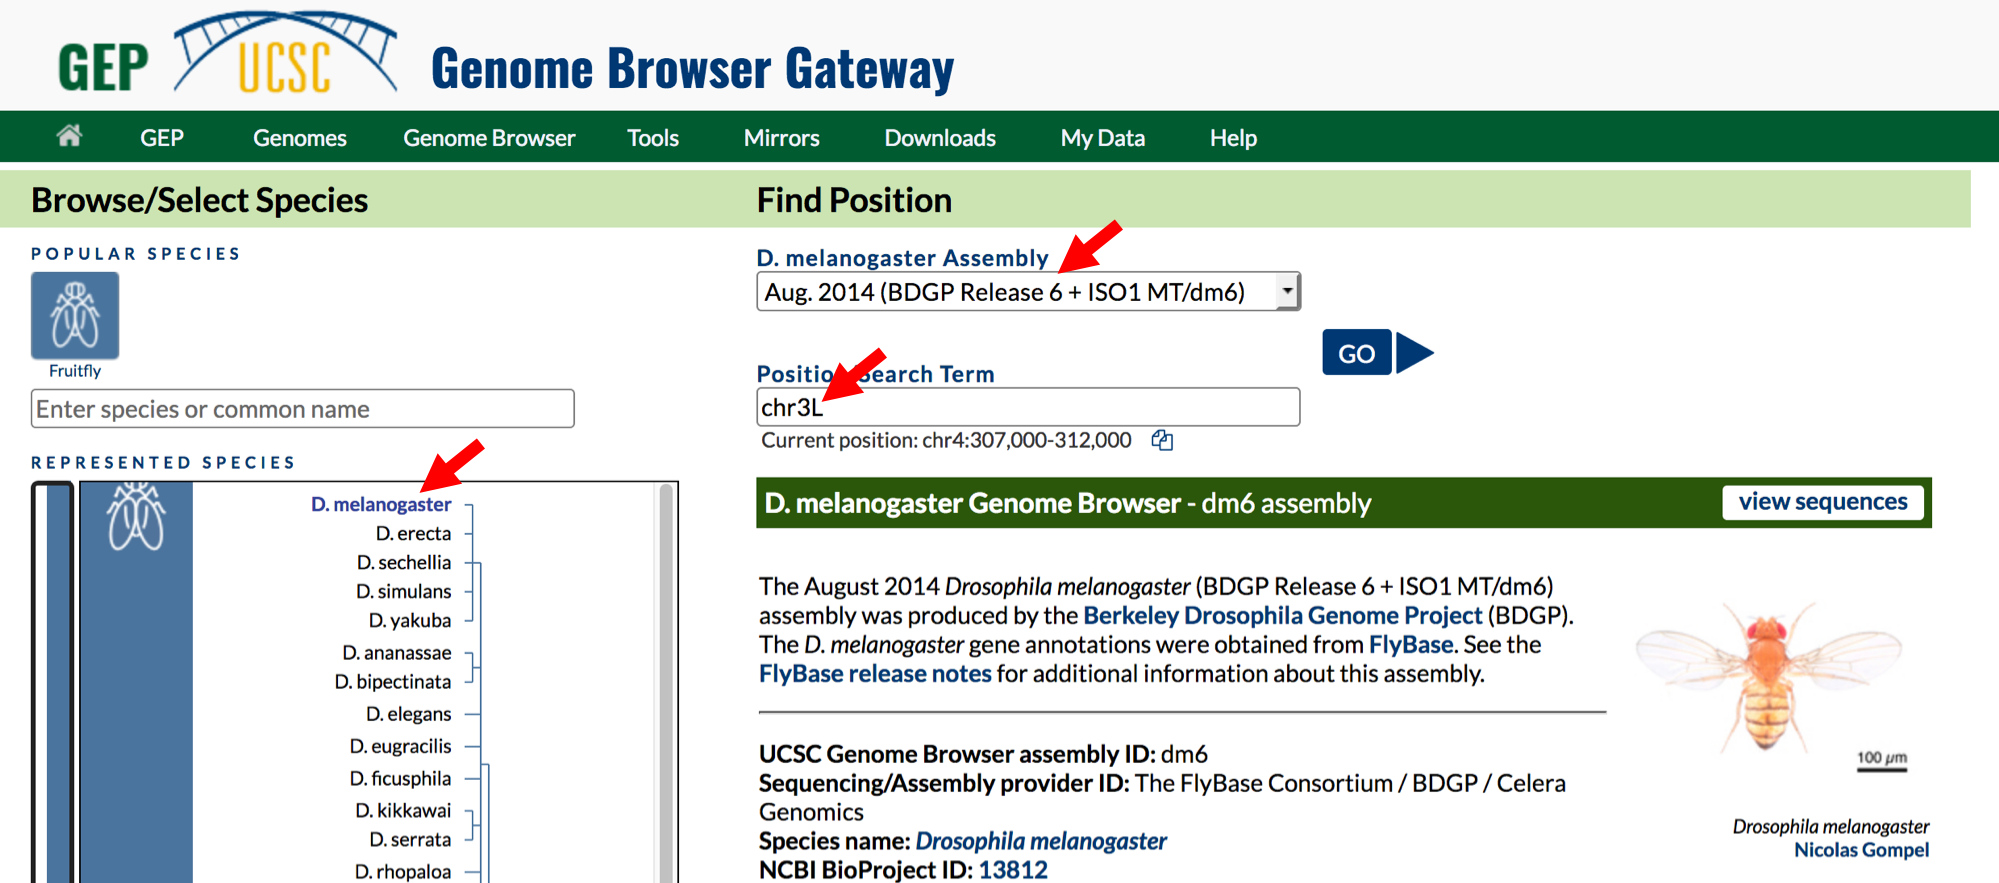 GEP UCSC Genome Browser Gateway
GEP Genomes Genome Browser Tools Mirrors Downloads My Data Help
Browse/Select Species
POPULAR SPECIES
Fruitfly
Enter species or common name
REPRESENTED SPECIES
D. melanogaster
D. erecta
D. sechellia
D. simulans
D. yakuba
D. ananassae
D. bipectinata
D. elegans
D. eugracilis
D. ficusphila
D. kikkawai
D. serrata
D. rhopaloa
Find Position
D. melanogaster Assembly
Aug. 2014 (BDGP Release 6 + ISO1 MT/dm6)
GO
Search Term
chr3L
Current position: chr4:307,000-312,000
D. melanogaster Genome Browser - dm6 assembly
view sequences
The August 2014 Drosophila melanogaster (BDGP Release 6 + ISO1 MT/dm6)
assembly was produced by the Berkeley Drosophila Genome Project (BDGP).
The D. melanogaster gene annotations were obtained from FlyBase. See the
FlyBase release notes for additional information about this assembly.
UCSC Genome Browser assembly ID: dm6
Sequencing/Assembly provider ID: The FlyBase Consortium / BDGP / Celera
Genomics
Species name: Drosophila melanogaster
NCBI BioProject ID: 13812
100 µm
Drosophila melanogaster
Nicolas Gompel